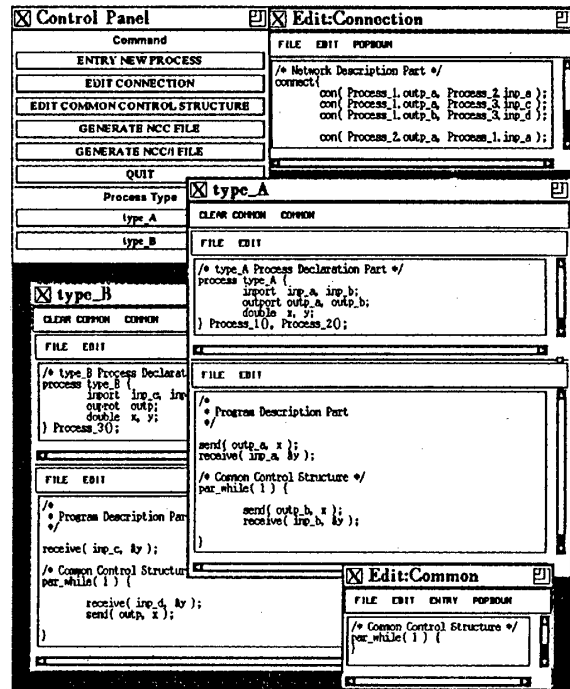 Control Panel
Command
ENTRY NEW PROCESS
EDIT CONNECTION
EDIT COMMON CONTROL STRUCTURE
GENERATE NCC FILE
GENERATE NCC/I FILE
QUIT
Process Type
type_A
type_B
Edit:Connection
FILE EDIT POPDOWN
/* Network Description Part */
connect{
con( Process_1.outp_a, Process_2.inp_a );
con( Process_1.outp_a, Process_3.inp_c );
con( Process_1.outp_b, Process_3.inp_d );
con( Process_2.outp_a, Process_1.inp_a );
type_A
CLEAR COMMON COMMON
FILE EDIT
/* type_A Process Declaration Part */
process type_A {
inport inp_a, inp_b;
outport outp_a, outp_b;
double x, y;
} Process_1(), Process_2();
FILE EDIT
/*
* Program Description Part
*/
send( outp_a, x );
receive( inp_a, &y );
/* Common Control Structure */
par_while( 1 ) {
send( outp_b, x );
receive( inp_b, &y );
}
type_B
CLEAR COMMON COMMON
FILE EDIT
/* type_B Process Declarat
process type_B {
inport inp_c, inp
outprot outp;
double x, y;
} Process_3();
FILE EDIT
/*
* Program Description Par
*/
receive( inp_c, &y );
/* Common Control Structur
par_while( 1 ) {
receive( inp_d, &y );
send( outp, x );
}
Edit:Common
FILE EDIT ENTRY POPDOWN
/* Common Control Structure */
par_while( 1 ) {
}